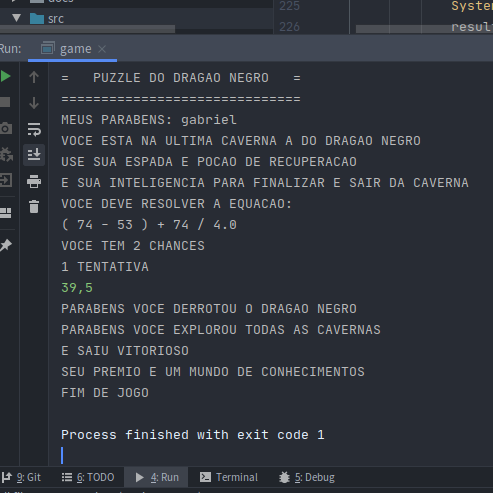 docs
src
225
226
System
resul
Run:
game
=   PUZZLE DO DRAGAO NEGRO   =
==============================
MEUS PARABENS: gabriel
VOCE ESTA NA ULTIMA CAVERNA A DO DRAGAO NEGRO
USE SUA ESPADA E POCAO DE RECUPERACAO
E SUA INTELIGENCIA PARA FINALIZAR E SAIR DA CAVERNA
VOCE DEVE RESOLVER A EQUACAO:
( 74 - 53 ) + 74 / 4.0
VOCE TEM 2 CHANCES
1 TENTATIVA
39,5
PARABENS VOCE DERROTOU O DRAGAO NEGRO
PARABENS VOCE EXPLOROU TODAS AS CAVERNAS
E SAIU VITORIOSO
SEU PREMIO E UM MUNDO DE CONHECIMENTOS
FIM DE JOGO
Process finished with exit code 1
9: Git
6: TODO
4: Run
Terminal
5: Debug